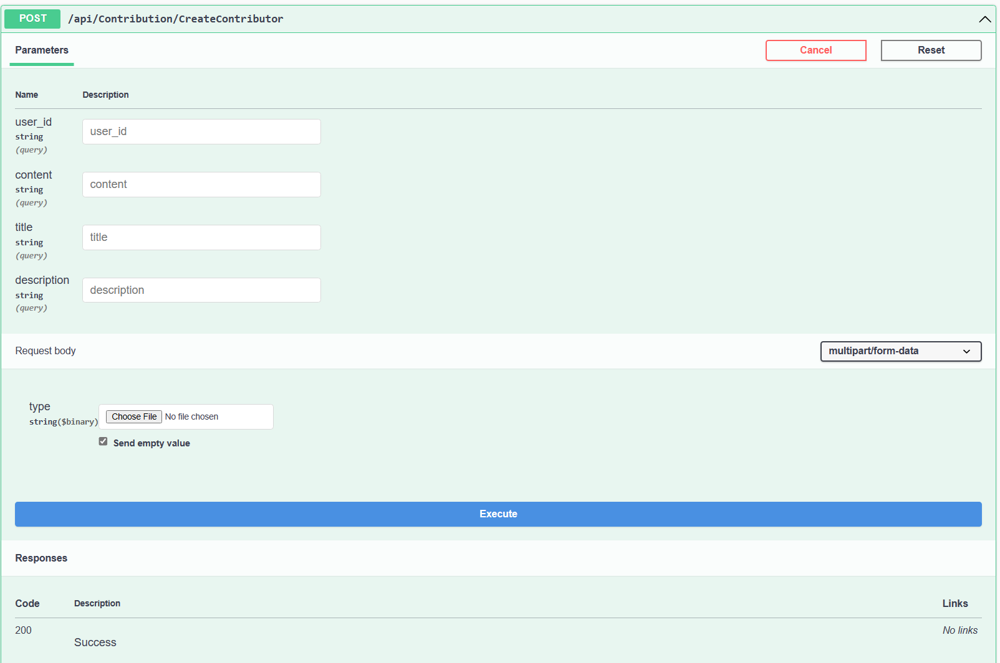 POST /api/Contribution/CreateContributor
Parameters
Cancel
Reset
Name Description
user_id
string
(query)
user_id
content
string
(query)
content
title
string
(query)
title
description
string
(query)
description
Request body
multipart/form-data
type
string($binary)
Choose File No file chosen
Send empty value
Execute
Responses
Code Description Links
200
Success
No links